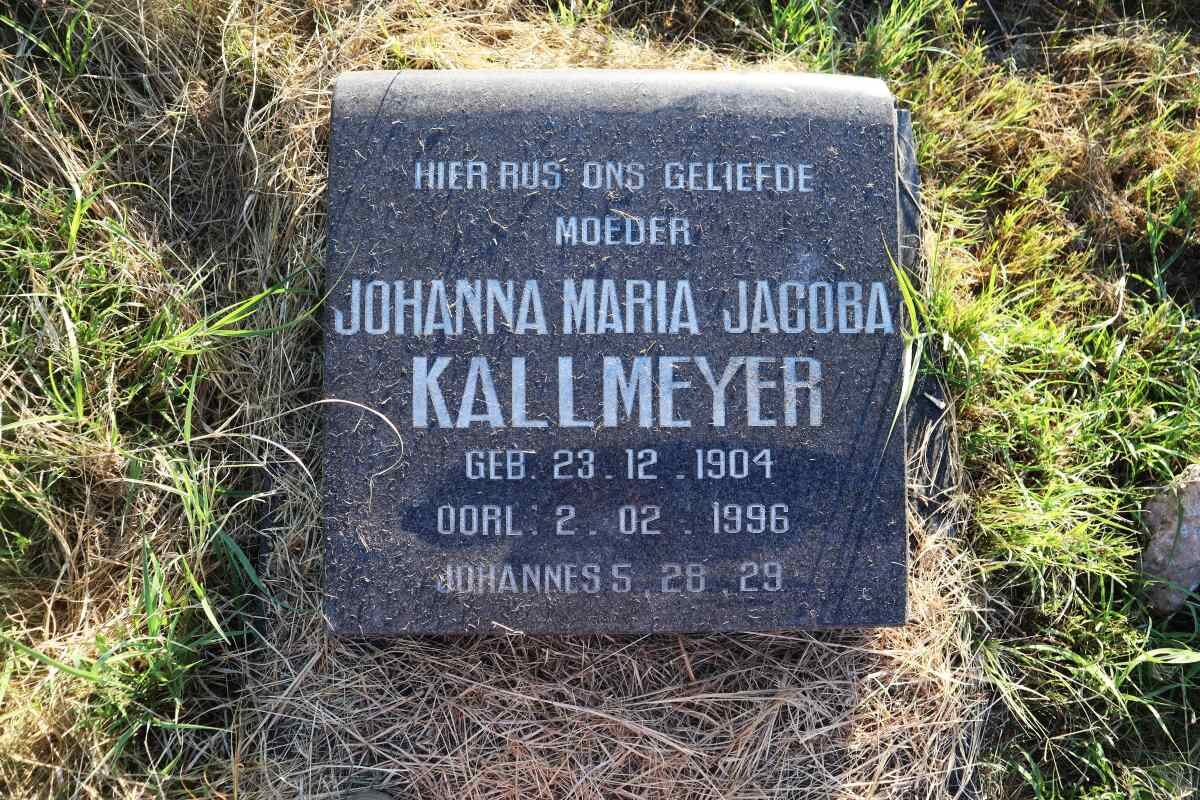 HIER RUS ONS GELIEFDE
MOEDER
JOHANNA MARIA JACOBA
KALLMEYER
GEB. 23.12.1904
OORL. 2.02.1996
JOHANNES 5.28.29